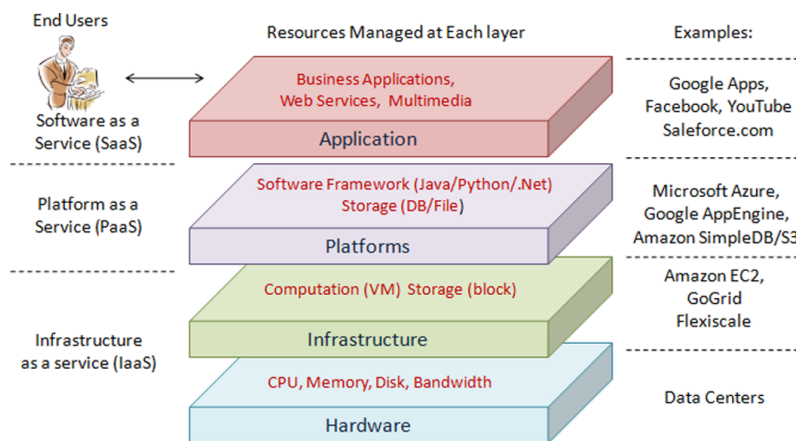 End Users
Resources Managed at Each layer
Examples:
Business Applications,
Web Services, Multimedia
Application
Software as a
Service (SaaS)
Google Apps,
Facebook, YouTube
Saleforce.com
Software Framework (Java/Python/.Net)
Storage (DB/File)
Platforms
Platform as a
Service (PaaS)
Microsoft Azure,
Google AppEngine,
Amazon SimpleDB/S3
Computation (VM) Storage (block)
Infrastructure
Amazon EC2,
GoGrid
Flexiscale
Infrastructure
as a service (IaaS)
CPU, Memory, Disk, Bandwidth
Hardware
Data Centers